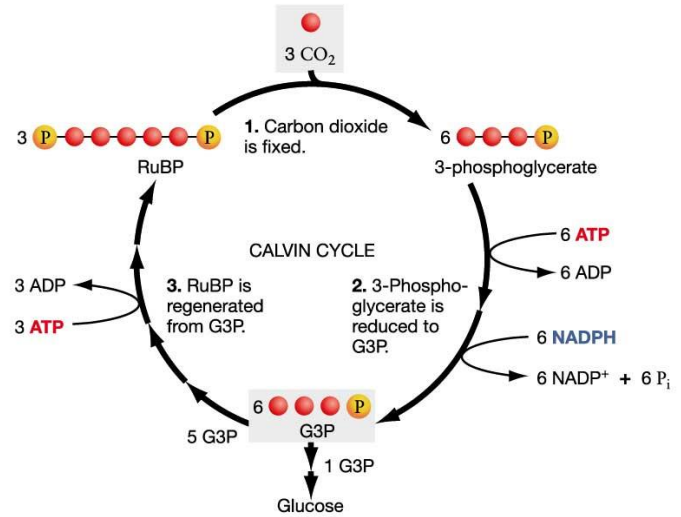 3 CO₂
3 P P
RuBP
1. Carbon dioxide
is fixed.
6 P
3-phosphoglycerate
CALVIN CYCLE
6 ATP
6 ADP
3 ADP
3 ATP
3. RuBP is
regenerated
from G3P.
2. 3-Phospho-
glycerate is
reduced to
G3P.
6 NADPH
6 NADP⁺ + 6 Pᵢ
6 P
G3P
5 G3P
1 G3P
Glucose